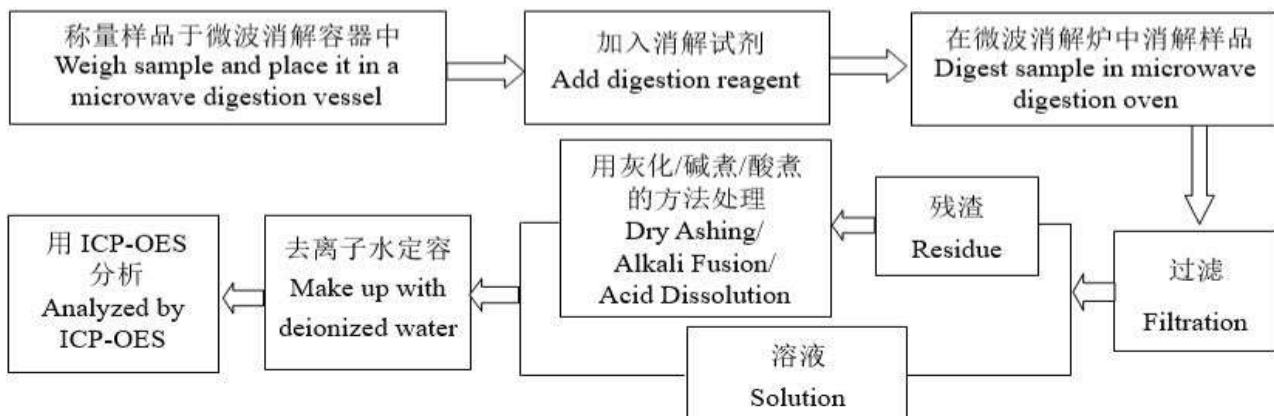 称量样品于微波消解容器中
Weigh sample and place it in a
microwave digestion vessel
加入消解试剂
Add digestion reagent
在微波消解炉中消解样品
Digest sample in microwave
digestion oven
过滤
Filtration
残渣
Residue
用灰化/碱煮/酸煮
的方法处理
Dry Ashing/
Alkali Fusion/
Acid Dissolution
溶液
Solution
去离子水定容
Make up with
deionized water
用 ICP-OES
分析
Analyzed by
ICP-OES